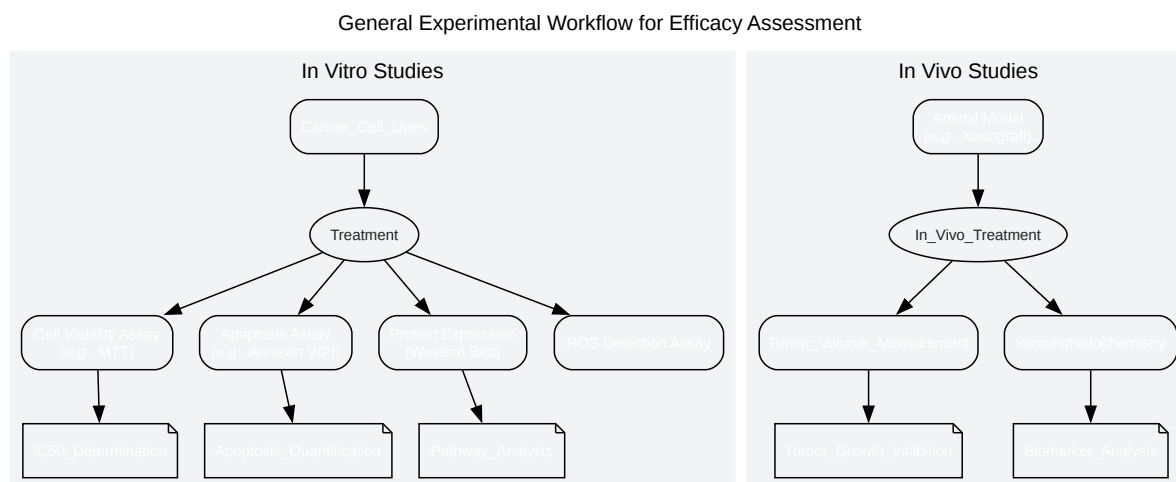 General Experimental Workflow for Efficacy Assessment
In Vitro Studies
Cancer_Cell_Lines
Treatment
Cell Viability Assay
(e.g., MTT)
Apoptosis Assay
(e.g., Annexin V/PI)
Protein Expression
(Western Blot)
ROS Detection Assay
IC50_Determination
Apoptosis_Quantification
Pathway_Analysis
In Vivo Studies
Animal Model
(e.g., Xenograft)
In_Vivo_Treatment
Tumor_Volume_Measurement
Immunohistochemistry
Tumor_Growth_Inhibition
Biomarker_Analysis